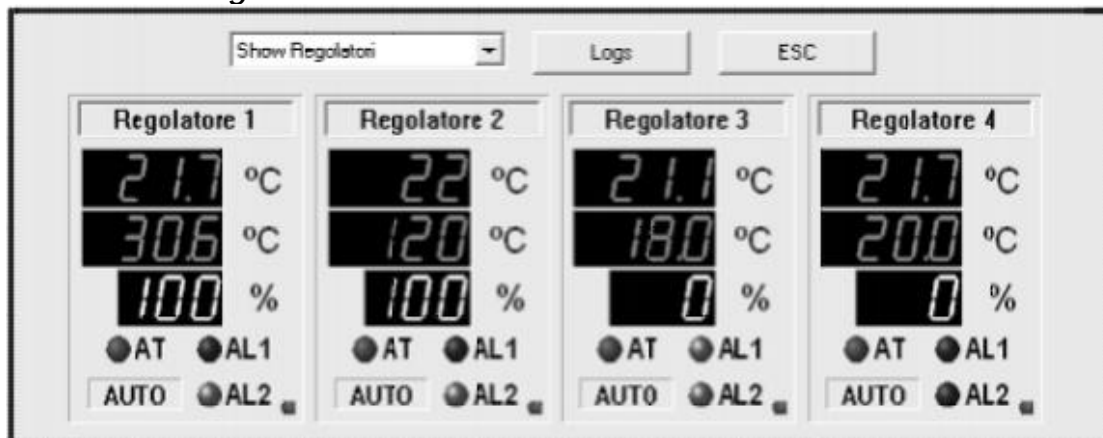 Show Regolatori
Logs
ESC
Regolatore 1
21.7 °C
30.6 °C
100 %
AT AL1
AUTO AL2
Regolatore 2
22 °C
120 °C
100 %
AT AL1
AUTO AL2
Regolatore 3
21.1 °C
18.0 °C
0 %
AT AL1
AUTO AL2
Regolatore 4
21.7 °C
20.0 °C
0 %
AT AL1
AUTO AL2